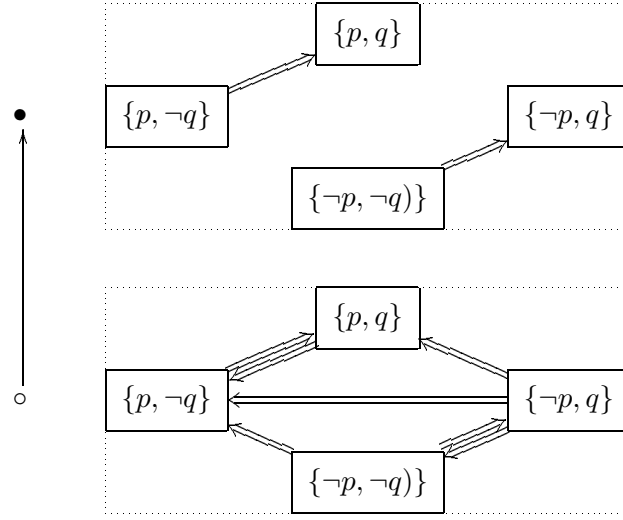 {p, q}
{p, ¬q}
{¬p, q}
{¬p, ¬q)}
{p, q}
{p, ¬q}
{¬p, q}
{¬p, ¬q)}